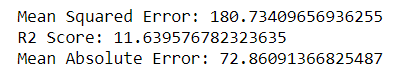 Mean Squared Error: 180.73409656936255
R2 Score: 11.639576782323635
Mean Absolute Error: 72.86091366825487